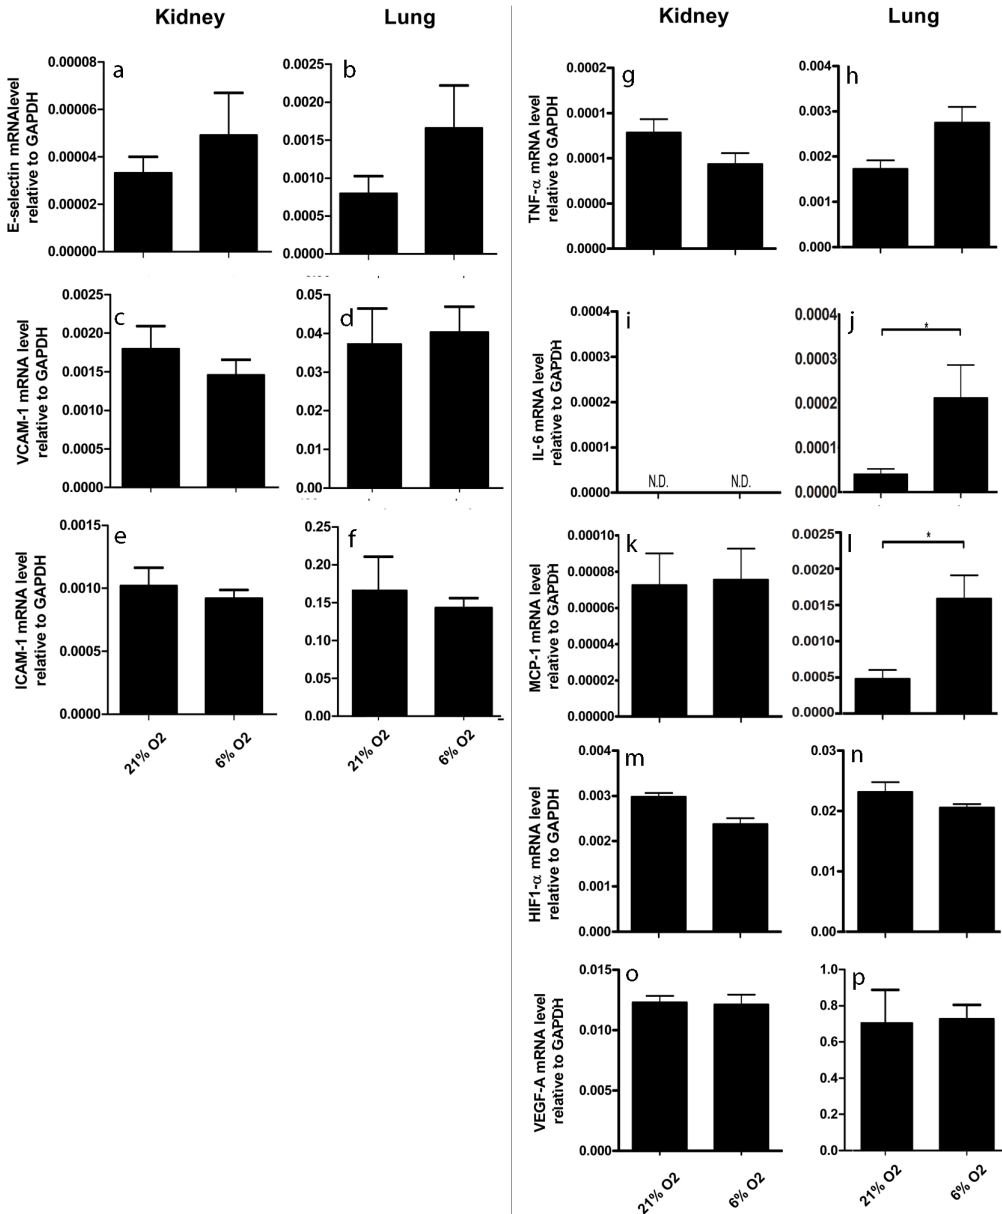 Kidney
Lung
E-selectin mRNAlevel
relative to GAPDH
a
0.00008
0.00006
0.00004
0.00002
0.00000
b
0.0025
0.0020
0.0015
0.0010
0.0005
0.0000
VCAM-1 mRNA level
relative to GAPDH
c
0.0025
0.0020
0.0015
0.0010
0.0005
0.0000
d
0.05
0.04
0.03
0.02
0.01
0.00
ICAM-1 mRNA level
relative to GAPDH
e
0.0015
0.0010
0.0005
0.0000
f
0.25
0.20
0.15
0.10
0.05
0.00
21% O2
6% O2
21% O2
6% O2
Kidney
Lung
TNF-α mRNA level
relative to GAPDH
g
0.0002
0.0001
0.0001
0.0000
0.0000
h
0.004
0.003
0.002
0.001
0.000
IL-6 mRNA level
relative to GAPDH
i
0.0004
0.0003
0.0002
0.0001
0.0000
N.D.
N.D.
j
0.0004
0.0003
0.0002
0.0001
0.0000
*
MCP-1 mRNA level
relative to GAPDH
k
0.00010
0.00008
0.00006
0.00004
0.00002
0.00000
l
0.0025
0.0020
0.0015
0.0010
0.0005
0.0000
*
HIF1-α mRNA level
relative to GAPDH
m
0.004
0.003
0.002
0.001
0.000
n
0.03
0.02
0.01
0.00
VEGF-A mRNA level
relative to GAPDH
o
0.015
0.010
0.005
0.000
p
1.0
0.8
0.6
0.4
0.2
0.0
21% O2
6% O2
21% O2
6% O2